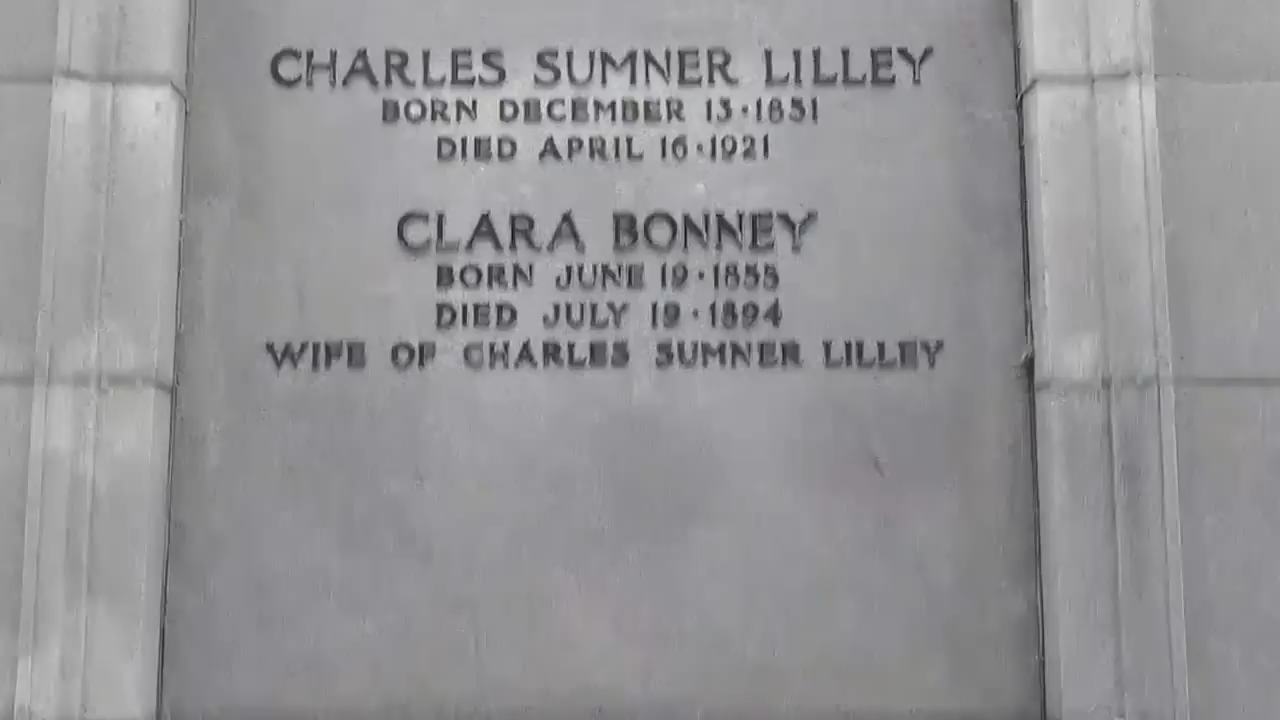 CHARLES SUMNER LILLEY
BORN DECEMBER 13·1851
DIED APRIL 16·1921
CLARA BONNEY
BORN JUNE 19·1855
DIED JULY 19·1894
WIFE OF CHARLES SUMNER LILLEY